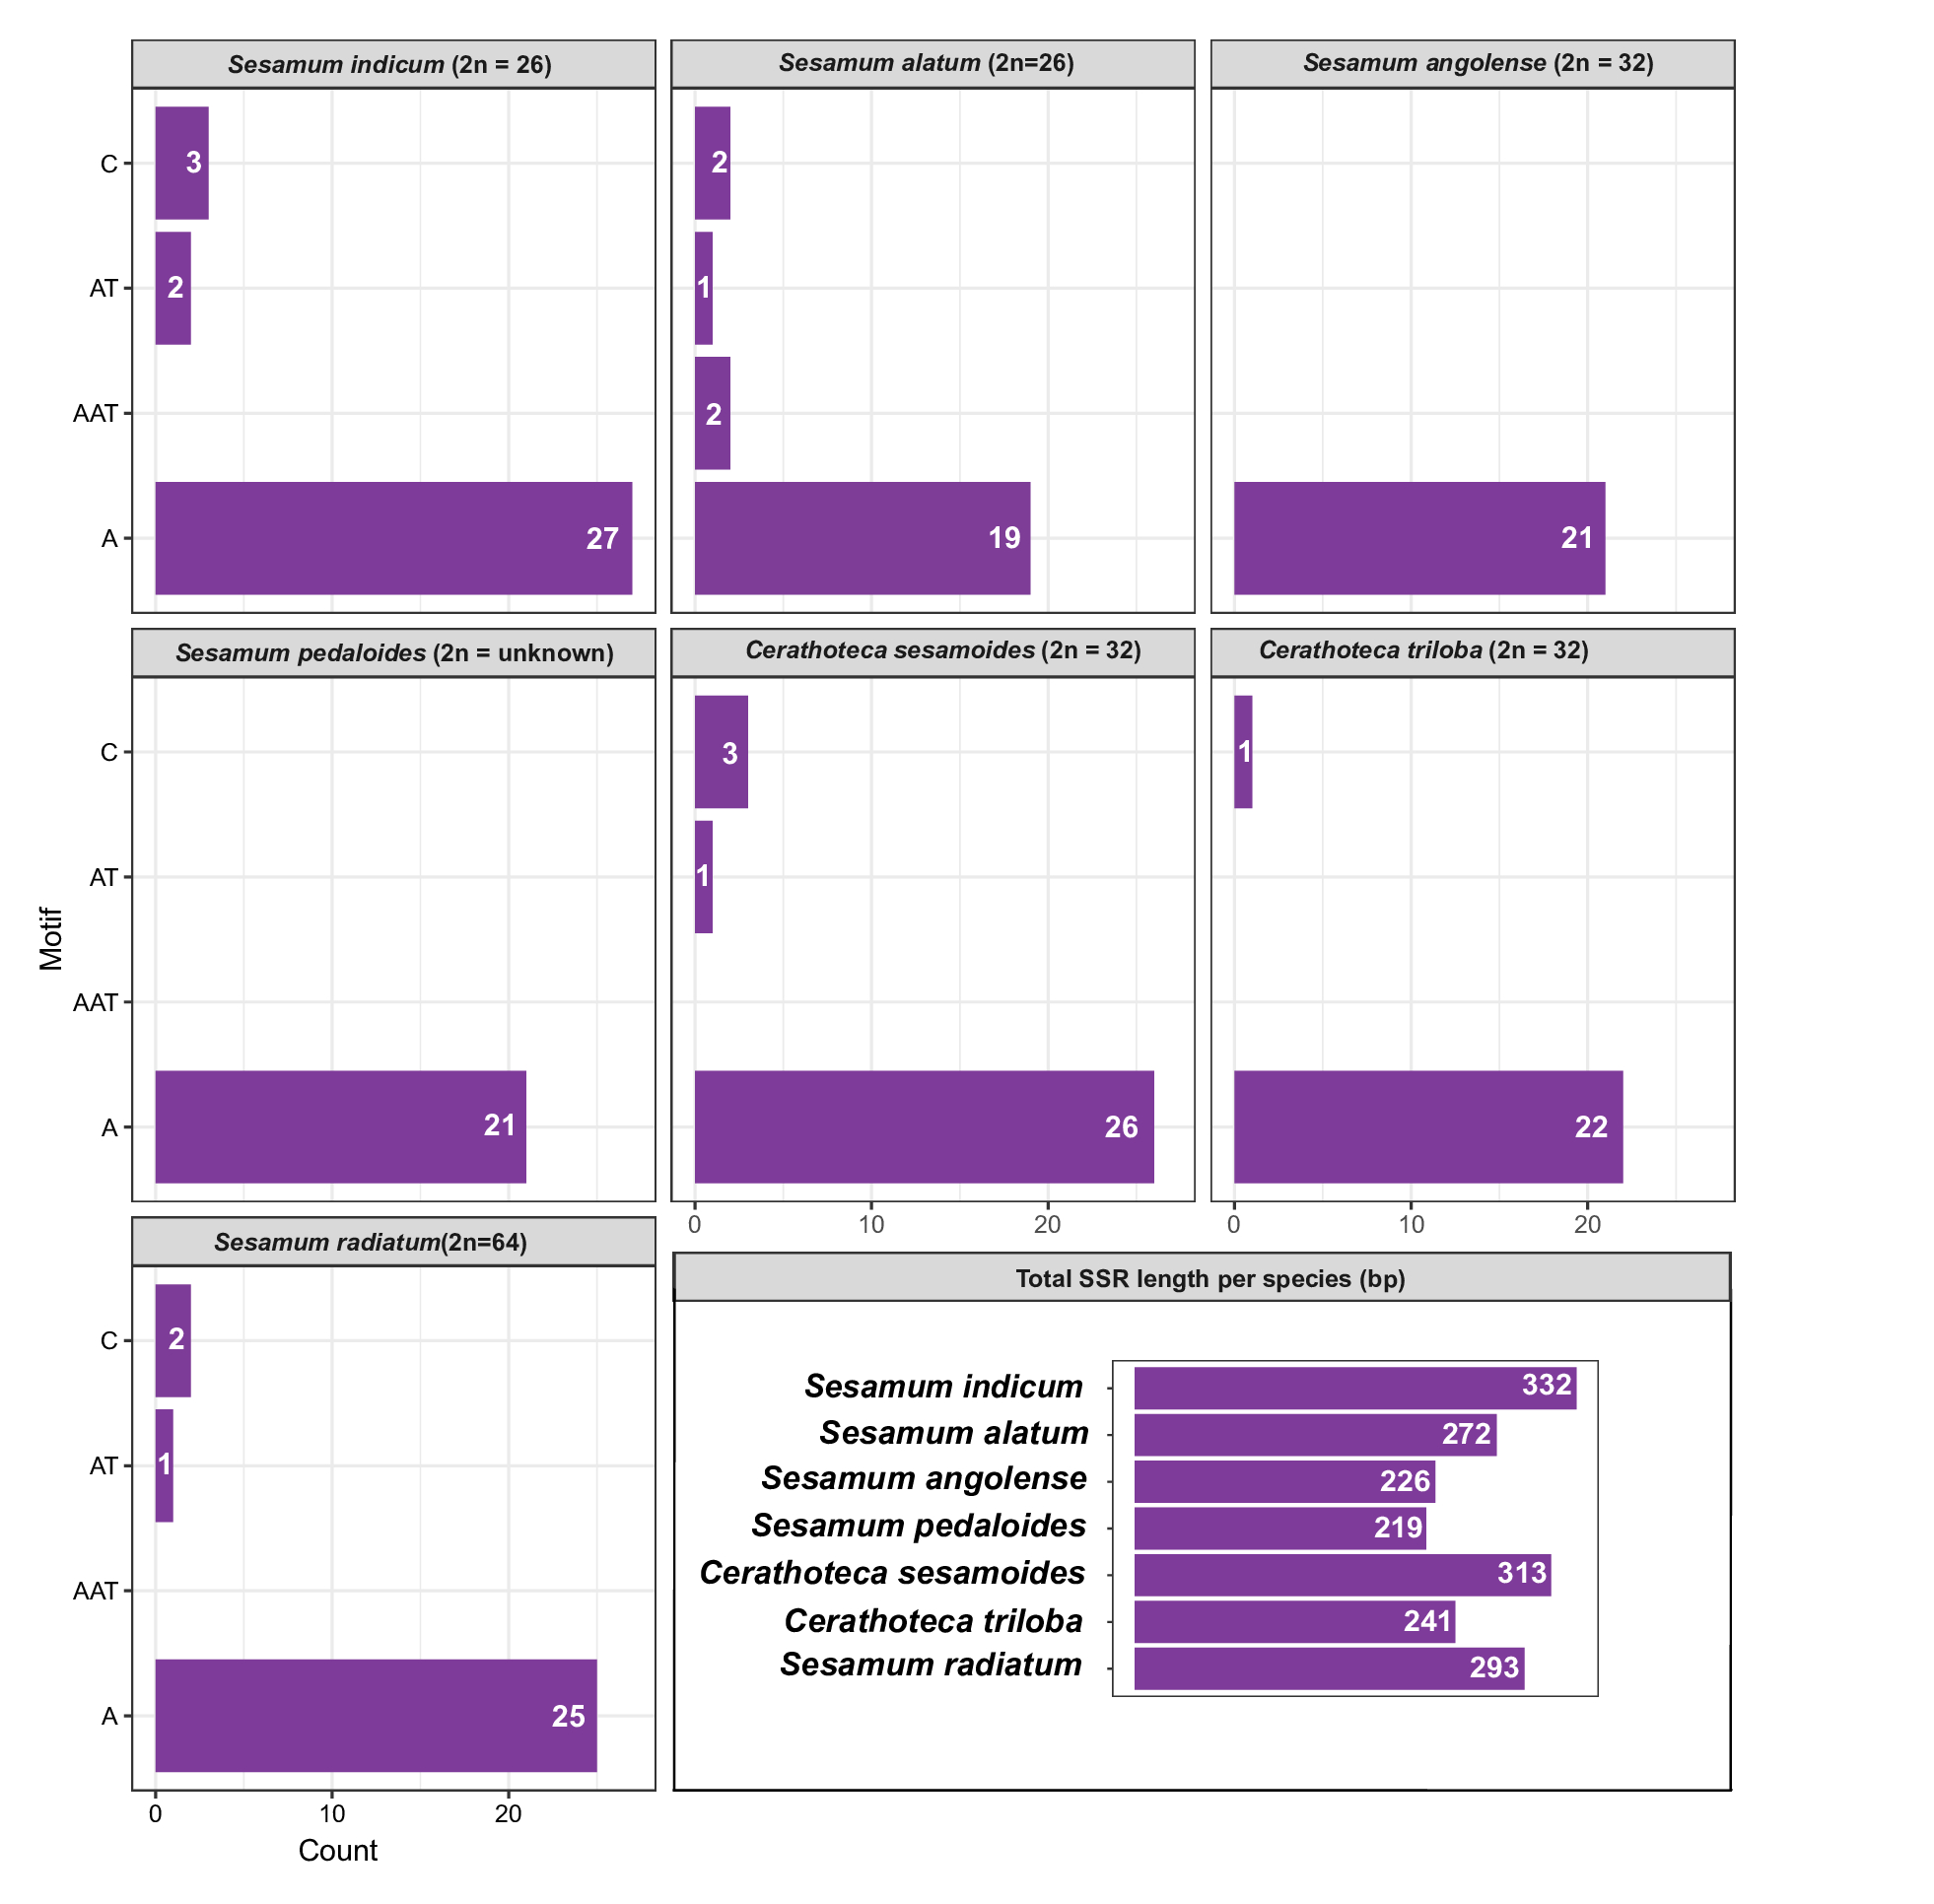 Sesamum indicum (2n = 26)
Sesamum alatum (2n=26)
Sesamum angolense (2n = 32)
C
3
2
AT
2
1
AAT
2
A
27
19
21
Sesamum pedaloides (2n = unknown)
Cerathoteca sesamoides (2n = 32)
Cerathoteca triloba (2n = 32)
C
3
1
AT
1
Motif
AAT
A
21
26
22
0 10 20
0 10 20
Sesamum radiatum(2n=64)
C
2
AT
1
AAT
A
25
0 10 20
Count
Total SSR length per species (bp)
Sesamum indicum 332
Sesamum alatum 272
Sesamum angolense 226
Sesamum pedaloides 219
Cerathoteca sesamoides 313
Cerathoteca triloba 241
Sesamum radiatum 293